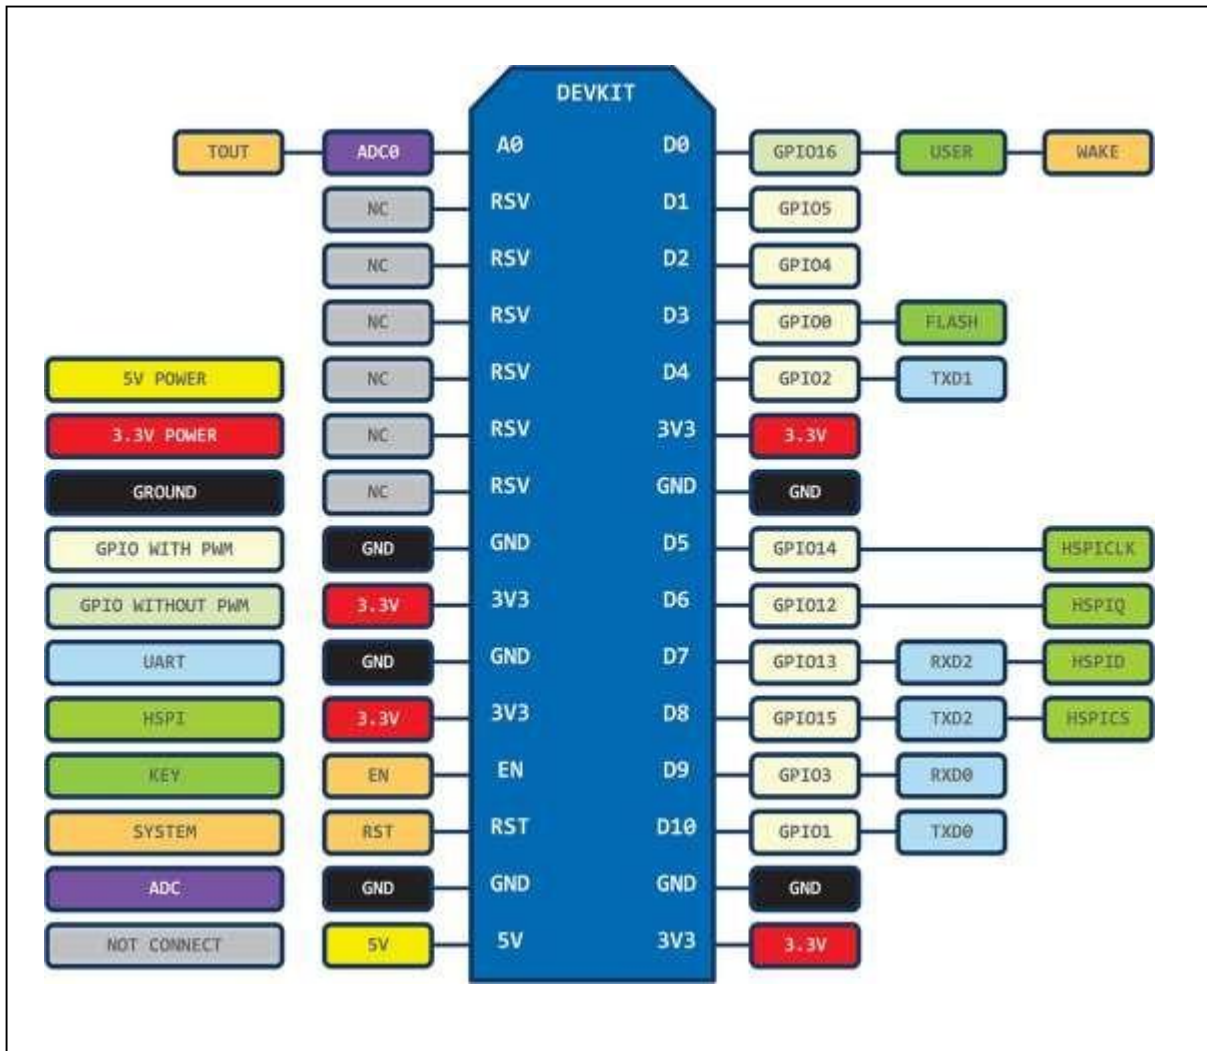 DEVKIT
TOUT ADC0 A0 D0 GPIO16 USER WAKE
NC RSV D1 GPIO5
NC RSV D2 GPIO4
NC RSV D3 GPIO0 FLASH
5V POWER NC RSV D4 GPIO2 TXD1
3.3V POWER NC RSV 3V3 3.3V
GROUND NC RSV GND GND
GPIO WITH PWM GND GND D5 GPIO14 HSPICLK
GPIO WITHOUT PWM 3.3V 3V3 D6 GPIO12 HSPIQ
UART GND GND D7 GPIO13 RXD2 HSPID
HSPI 3.3V 3V3 D8 GPIO15 TXD2 HSPICS
KEY EN EN D9 GPIO3 RXD0
SYSTEM RST RST D10 GPIO1 TXD0
ADC GND GND GND GND
NOT CONNECT 5V 5V 3V3 3.3V